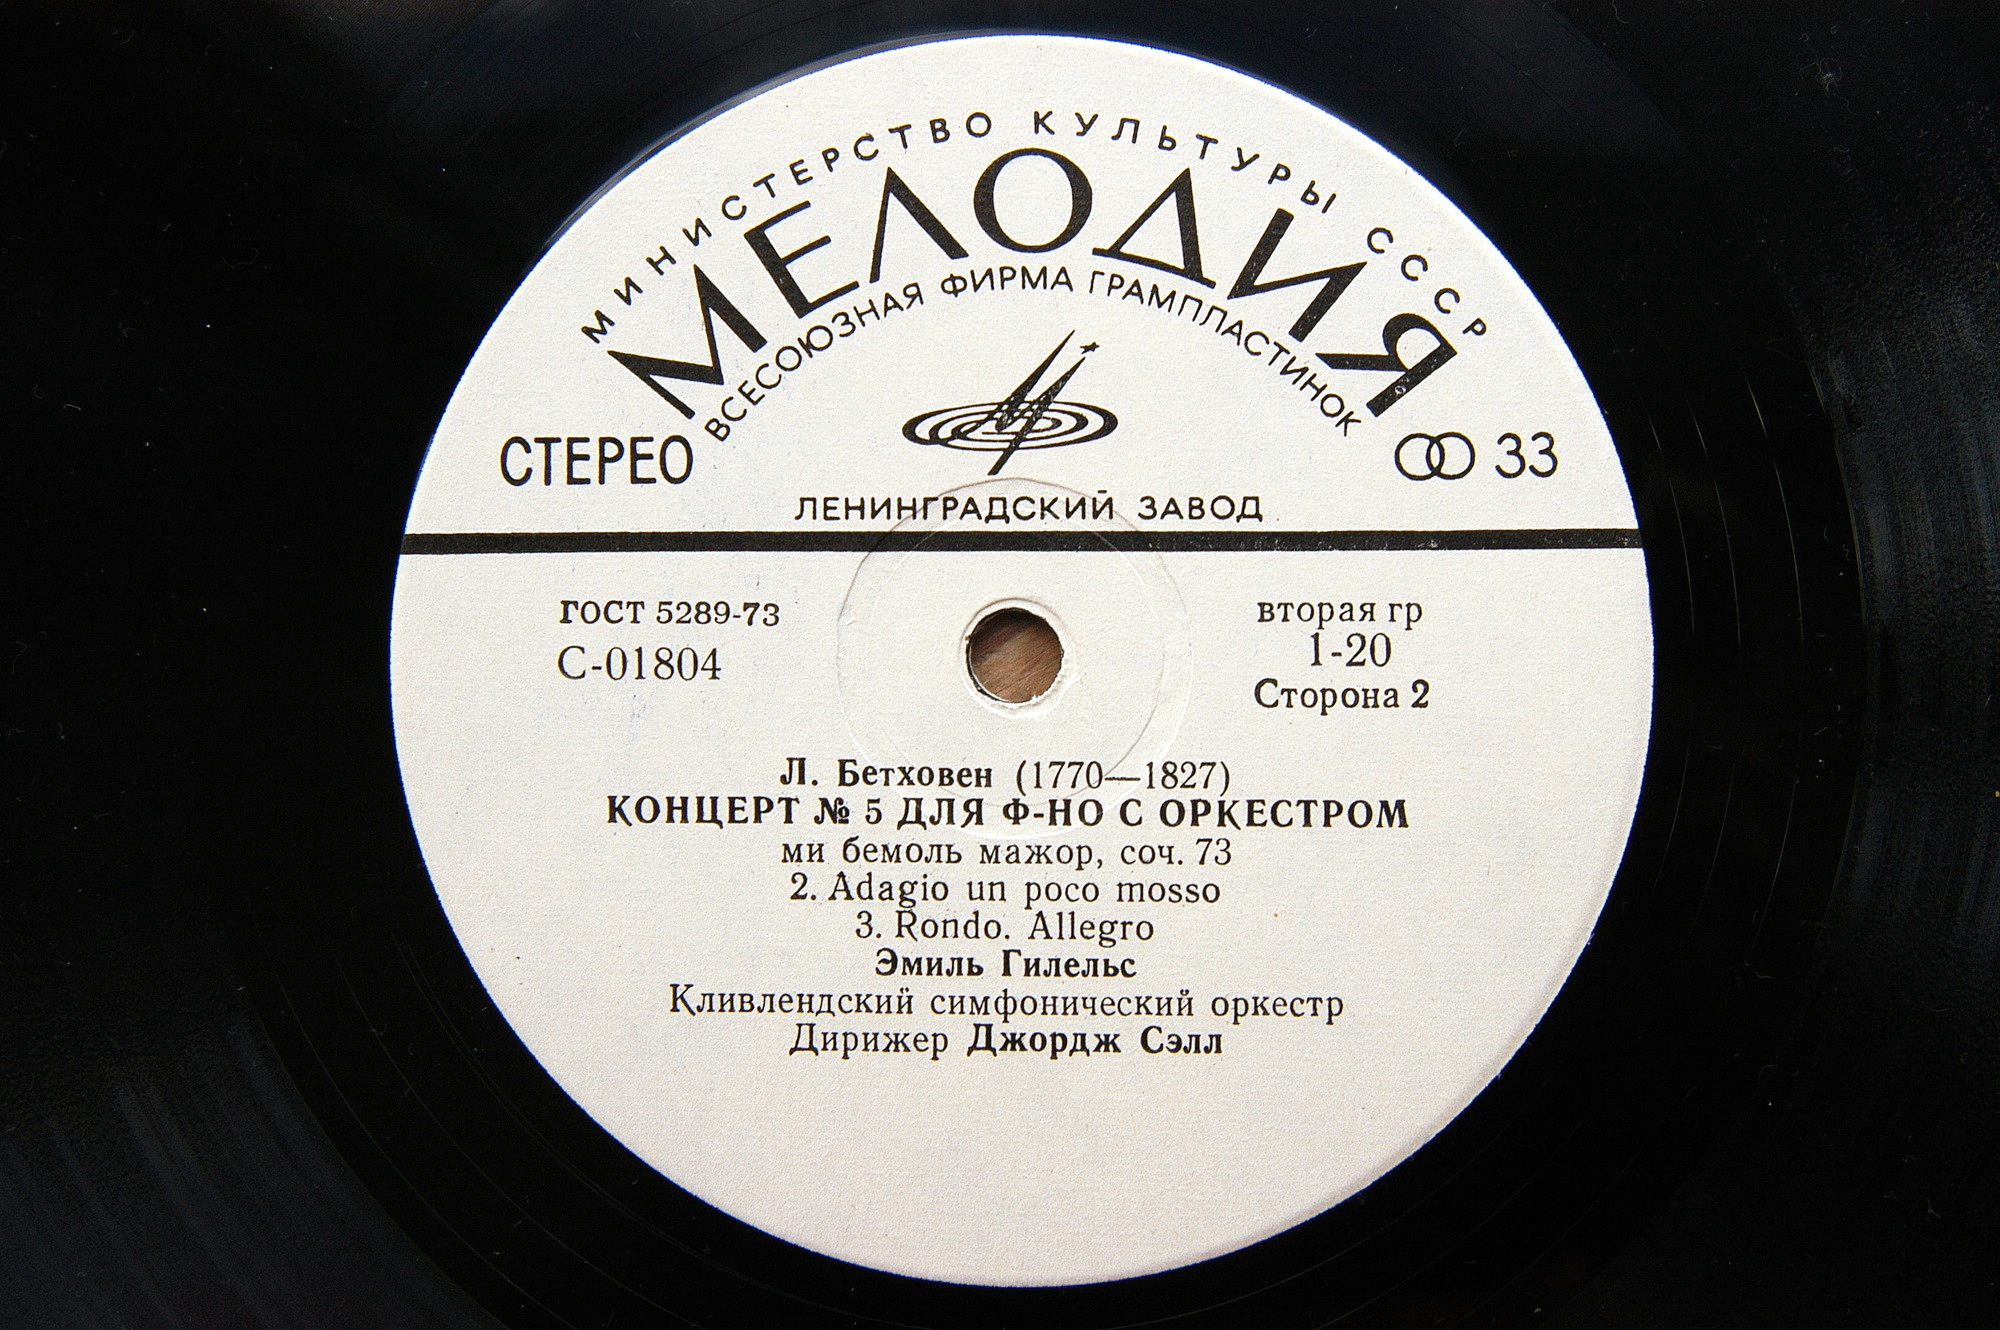 МИНИСТЕРСТВО КУЛЬТУРЫ СССР
МЕЛОДИЯ
ВСЕСОЮЗНАЯ ФИРМА ГРАМПЛАСТИНОК
СТЕРЕО
33
ЛЕНИНГРАДСКИЙ ЗАВОД
ГОСТ 5289-73
С-01804
вторая гр
1-20
Сторона 2
Л. Бетховен (1770—1827)
КОНЦЕРТ № 5 ДЛЯ Ф-НО С ОРКЕСТРОМ
ми бемоль мажор, соч. 73
2. Adagio un poco mosso
3. Rondo. Allegro
Эмиль Гилельс
Кливлендский симфонический оркестр
Дирижер Джордж Сэлл